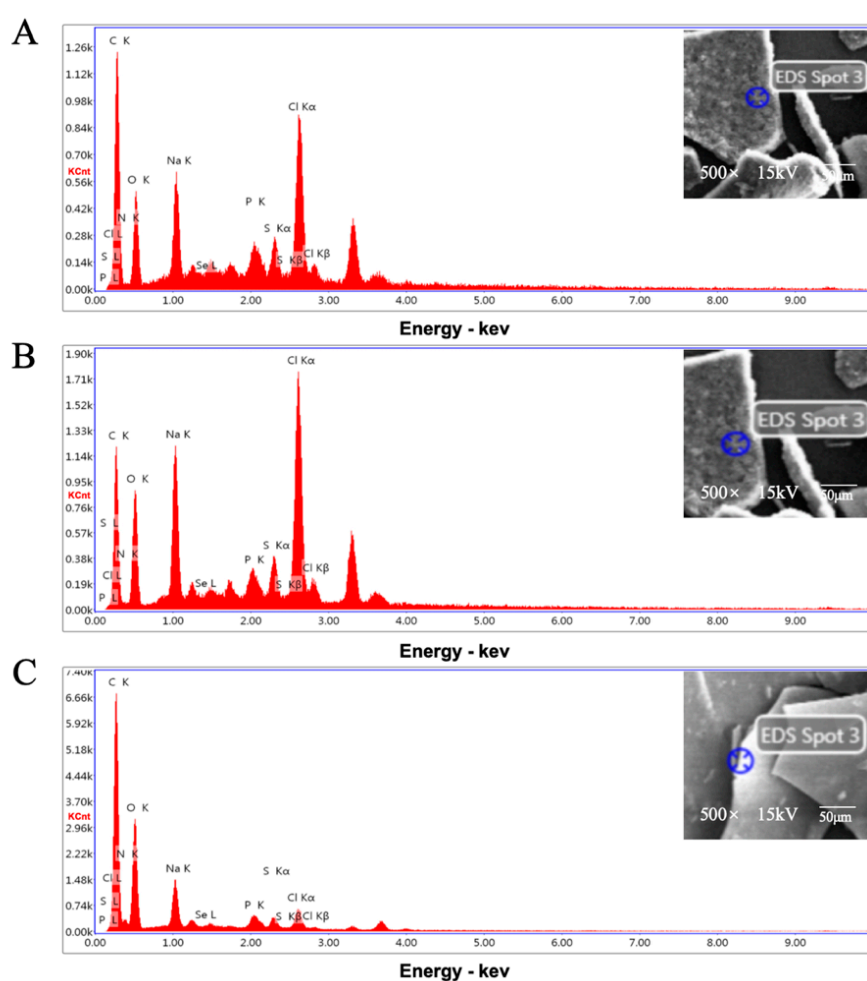 A
1.26k
1.12k
0.98k
0.84k
0.70k
KCnt
0.56k
0.42k
0.28k
0.14k
0.00k
C K
O K
N K
Cl L
S L
P L
Na K
Se L
P K
S Kα
S Kβ
Cl Kα
Cl Kβ
0.00 1.00 2.00 3.00 4.00 5.00 6.00 7.00 8.00 9.00
Energy - kev
EDS Spot 3
500× 15kV 50μm
B
1.90k
1.71k
1.52k
1.33k
1.14k
0.95k
KCnt
0.76k
0.57k
0.38k
0.19k
0.00k
C K
O K
S L
N K
Cl L
P L
Na K
Se L
P K
S Kα
S Kβ
Cl Kα
Cl Kβ
0.00 1.00 2.00 3.00 4.00 5.00 6.00 7.00 8.00 9.00
Energy - kev
EDS Spot 3
500× 15kV 50μm
C
7.40k
6.66k
5.92k
5.18k
4.44k
3.70k
KCnt
2.96k
2.22k
1.48k
0.74k
0.00k
C K
O K
N K
Cl L
S L
P L
Na K
Se L
P K
S Kα
S Kβ
Cl Kα
Cl Kβ
0.00 1.00 2.00 3.00 4.00 5.00 6.00 7.00 8.00 9.00
Energy - kev
EDS Spot 3
500× 15kV 50μm